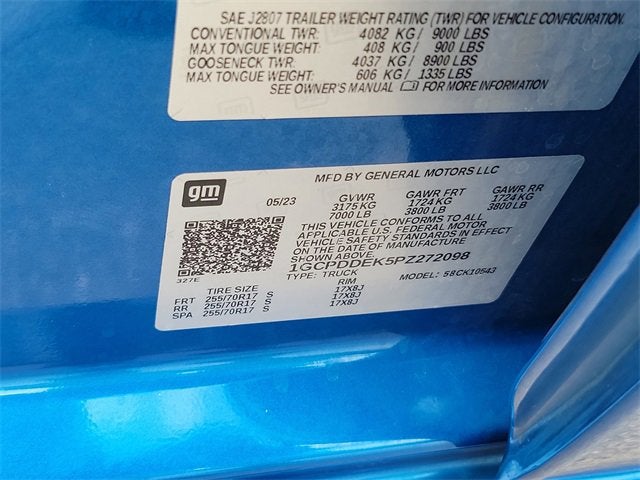 SAE J2807 TRAILER WEIGHT RATING (TWR) FOR VEHICLE CONFIGURATION.
CONVENTIONAL TWR: 4082 KG / 9000 LBS
MAX TONGUE WEIGHT: 408 KG / 900 LBS
GOOSENECK TWR: 4037 KG / 8900 LBS
MAX TONGUE WEIGHT: 606 KG / 1335 LBS
SEE OWNER'S MANUAL FOR MORE INFORMATION
gm
MFD BY GENERAL MOTORS LLC
05/23 GVWR GAWR FRT GAWR RR
3175 KG 1724 KG 1724 KG
7000 LB 3800 LB 3800 LB
THIS VEHICLE CONFORMS TO ALL
APPLICABLE U.S. FEDERAL MOTOR
VEHICLE SAFETY STANDARDS IN EFFECT ON
THE DATE OF MANUFACTURE SHOWN ABOVE.
1GCPDDEK5PZ272098
327E
TYPE: TRUCK MODEL: 58CK10543
TIRE SIZE RIM
FRT 255/70R17 S 17X8J
RR 255/70R17 S 17X8J
SPA 255/70R17 S 17X8J